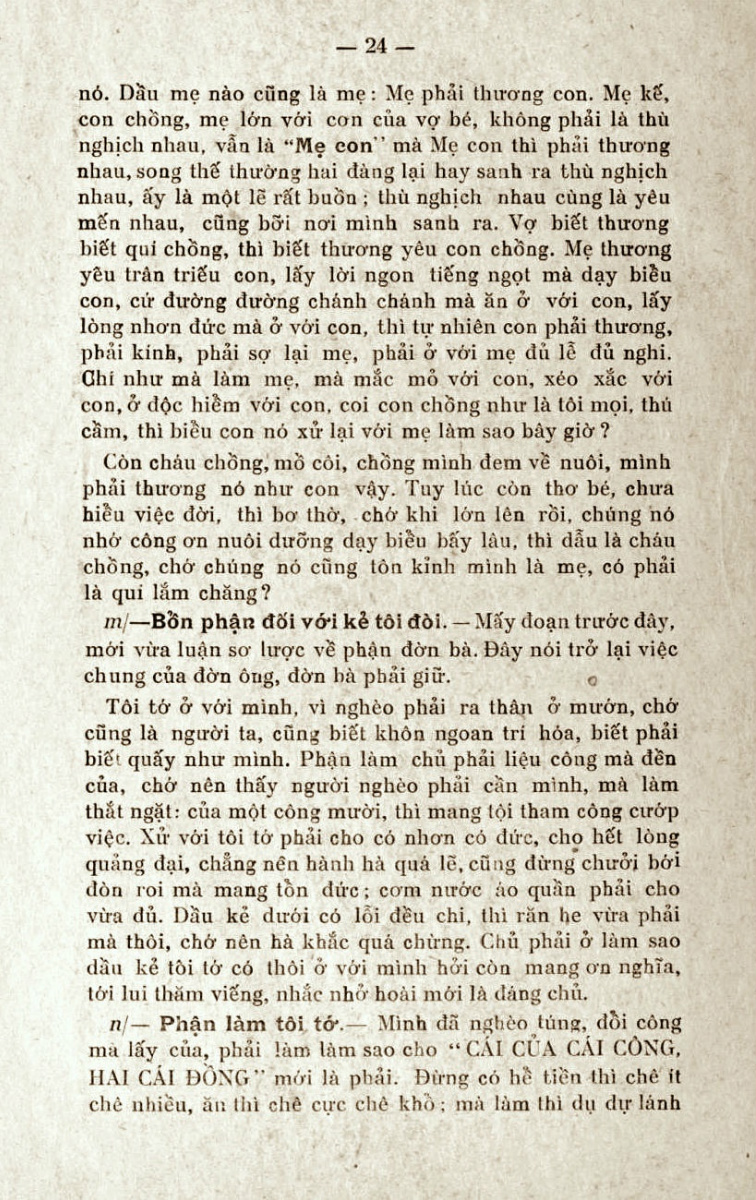 — 24 —
nó. Dầu mẹ nào cũng là mẹ : Mẹ phải thương con. Mẹ kế,
con chồng, mẹ lớn với con của vợ bé, không phải là thù
nghịch nhau, vẫn là “Mẹ con” mà Mẹ con thì phải thương
nhau, song thế thường hai đàng lại hay sanh ra thù nghịch
nhau, ấy là một lẽ rất buồn ; thù nghịch nhau cùng là yêu
mến nhau, cũng bỡi nơi mình sanh ra. Vợ biết thương
biết quí chồng, thì biết thương yêu con chồng. Mẹ thương
yêu trân triếu con, lấy lời ngon tiếng ngọt mà dạy biểu
con, cứ đường đường chánh chánh mà ăn ở với con, lấy
lòng nhơn đức mà ở với con, thì tự nhiên con phải thương,
phải kính, phải sợ lại mẹ, phải ở với mẹ đủ lễ đủ nghi.
Chí như mà làm mẹ, mà mắc mỏ với con, xéo xắc với
con, ở độc hiểm với con, coi con chồng như là tôi mọi, thú
cầm, thì biểu con nó xử lại với mẹ làm sao bây giờ ?
Còn cháu chồng, mồ côi, chồng mình đem về nuôi, mình
phải thương nó như con vậy. Tuy lúc còn thơ bé, chưa
hiểu việc đời, thì bơ thờ, chớ khi lớn lên rồi, chúng nó
nhớ công ơn nuôi dưỡng dạy biểu bấy lâu, thì dẫu là cháu
chồng, chớ chúng nó cũng tôn kỉnh mình là mẹ, có phải
là quí lắm chăng ?
m/—Bồn phận đối với kẻ tôi đòi. — Mấy đoạn trước đây,
mới vừa luận sơ lược về phận đờn bà. Đây nói trở lại việc
chung của đờn ông, đờn bà phải giữ.
Tôi tớ ở với mình, vì nghèo phải ra thân ở mướn, chớ
cũng là người ta, cũng biết khôn ngoan trí hóa, biết phải
biết quấy như mình. Phận làm chủ phải liệu công mà đền
của, chớ nên thấy người nghèo phải cần mình, mà làm
thắt ngặt: của một công mười, thì mang tội tham công cướp
việc. Xử với tôi tớ phải cho có nhơn có đức, cho hết lòng
quảng đại, chẳng nên hành hà quá lẽ, cũng đừng chưởi bới
đòn roi mà mang tồn đức ; cơm nước áo quần phải cho
vừa đủ. Dầu kẻ dưới có lỗi đều chi, thì răn he vừa phải
mà thôi, chớ nên hà khắc quá chừng. Chủ phải ở làm sao
dầu kẻ tôi tớ có thôi ở với mình hởi còn mang ơn nghĩa,
tới lui thăm viếng, nhắc nhở hoài mới là đáng chủ.
n/— Phận làm tôi tớ.— Mình đã nghèo túng, đổi công
mà lấy của, phải làm làm sao cho “CÁI CỦA CÁI CÔNG,
HAI CÁI ĐỒNG” mới là phải. Đừng có hề tiền thì chê ít
chê nhiều, ăn thì chê cực chê khổ ; mà làm thì dụ dự lánh